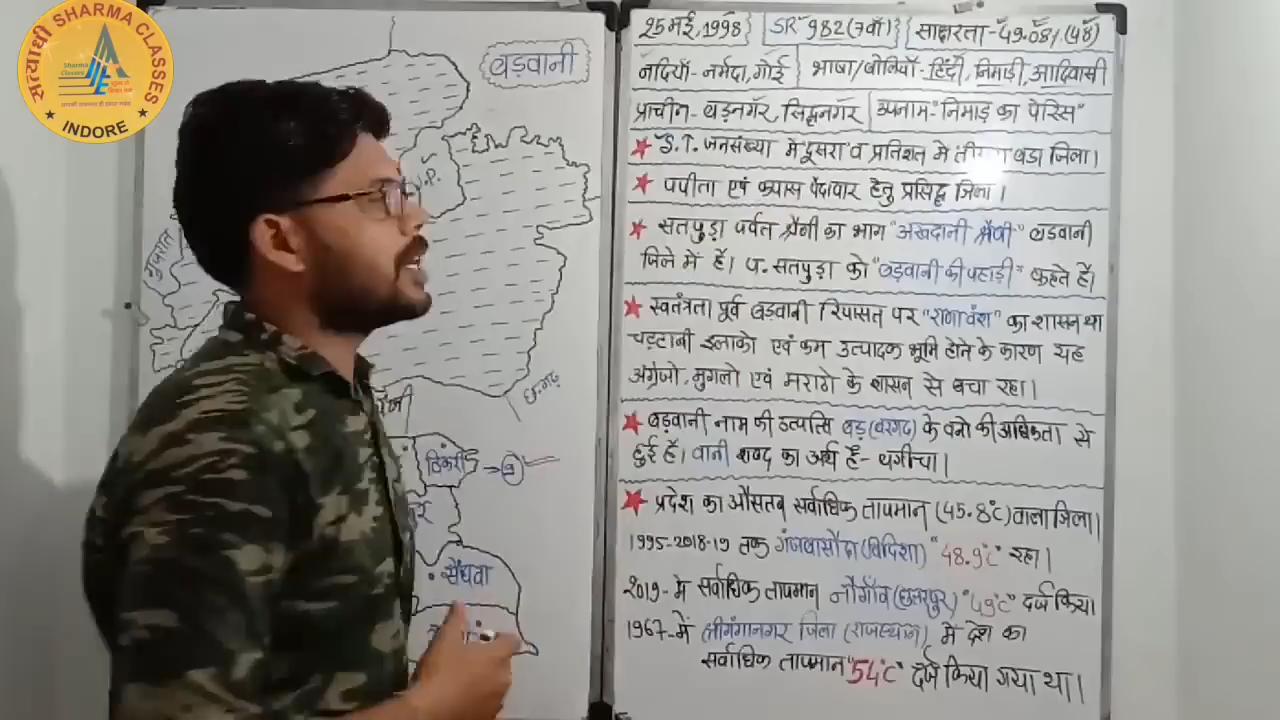 सत्याधी SHARMA CLASSES
Sharma
Classes
INDORE
बड़वानी
गुजरात
छ.गढ़
ठिकरी
सेंधवा
25 मई, 1998} | SR- 982 (7वॉ)} { साक्षरता - 49.08%(48)
नदियाँ - नर्मदा, गोई} भाषा/बोलियाँ - हिंदी, निमाड़ी, आदिवासी
प्राचीन - बड़नगर, सिद्धनगर | उपनाम - "निमाड़ का पेरिस"
S.T. जनसंख्या मे दूसरा व प्रतिशत मे बडा जिला।
पपीता एवं कपास पैदावार हेतु प्रसिद्ध जिला।
सतपुड़ा पर्वत श्रेनी का भाग "अखदानी श्रेणी" बडवानी
जिले में हैं। प. सतपुड़ा को "बड़वानी की पहाड़ी" कहते हैं।
स्वतंत्रता पूर्व बड़वानी रियासत पर "राणा वंश" का शासन था
चट्टानी इलाको एवं कम उत्पादक भूमि होने के कारण यह
अंग्रेजो, मुगलो एवं मराठो के शासन से बचा रहा।
बड़वानी नाम की उत्पत्ति बड़ (बरगद) के वनो की अधिकता से
हुई हैं। वानी शब्द का अर्थ हैं - बगीचा।
प्रदेश का औसतन सर्वाधिक तापमान (45.8°c) वाला जिला।
1995-2018-19 तक गंजबासौदा (विदिशा) "48.9°c" रहा।
2019- मे सर्वाधिक तापमान नौगाँव (छतरपुर) "49°c" दर्ज किया
1967- में श्रीगंगानगर जिला (राजस्थान) में देश का
सर्वाधिक तापमान "54°c" दर्ज किया गया था।